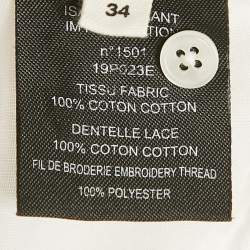 34
n°1501
19P023E
TISSU FABRIC
100% COTON COTTON
DENTELLE LACE
100% COTON COTTON
FIL DE BRODERIE EMBROIDERY THREAD
100% POLYESTER